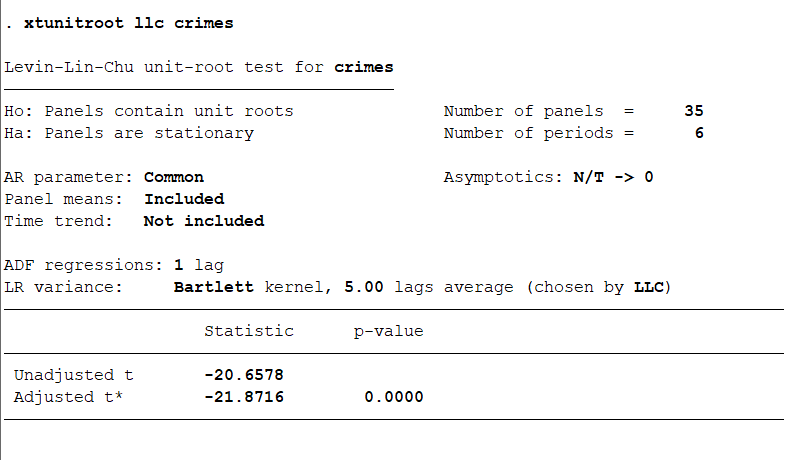 . xtunitroot llc crimes
Levin-Lin-Chu unit-root test for crimes
Ho: Panels contain unit roots Number of panels = 35
Ha: Panels are stationary Number of periods = 6
AR parameter: Common Asymptotics: N/T -> 0
Panel means: Included
Time trend: Not included
ADF regressions: 1 lag
LR variance: Bartlett kernel, 5.00 lags average (chosen by LLC)
Statistic p-value
Unadjusted t -20.6578
Adjusted t* -21.8716 0.0000